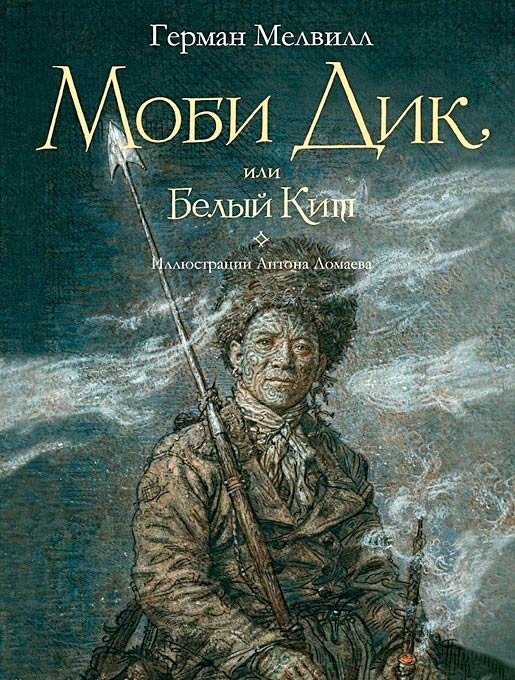 Герман Мелвилл
Моби Дик,
или
Белый Кит
Иллюстрации Антона Ломаева